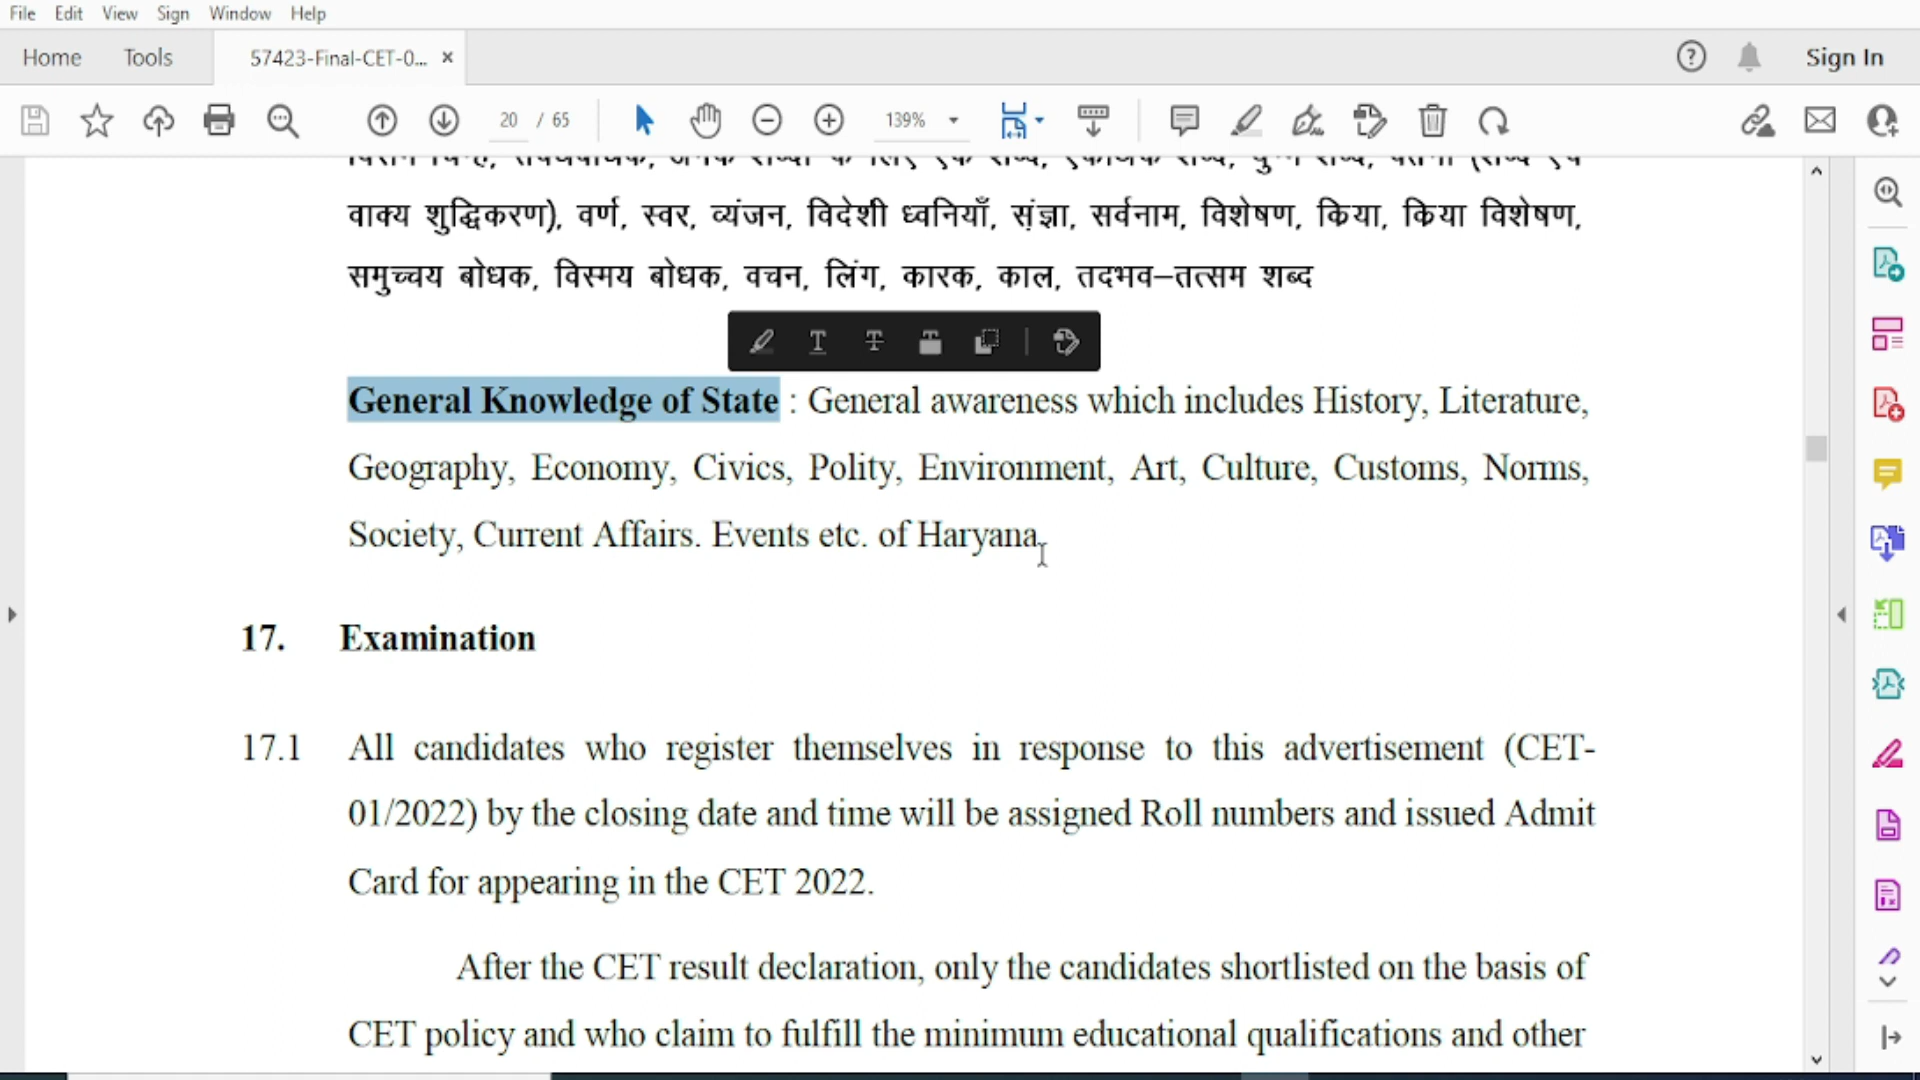 File Edit View Sign Window Help
Home Tools 57423-Final-CET-0... × Sign In
20 / 65 139%
वाक्य शुद्धिकरण), वर्ण, स्वर, व्यंजन, विदेशी ध्वनियाँ, संज्ञा, सर्वनाम, विशेषण, क्रिया, क्रिया विशेषण,
समुच्चय बोधक, विस्मय बोधक, वचन, लिंग, कारक, काल, तदभव–तत्सम शब्द
General Knowledge of State : General awareness which includes History, Literature,
Geography, Economy, Civics, Polity, Environment, Art, Culture, Customs, Norms,
Society, Current Affairs. Events etc. of Haryana.
17. Examination
17.1 All candidates who register themselves in response to this advertisement (CET-
01/2022) by the closing date and time will be assigned Roll numbers and issued Admit
Card for appearing in the CET 2022.
After the CET result declaration, only the candidates shortlisted on the basis of
CET policy and who claim to fulfill the minimum educational qualifications and other